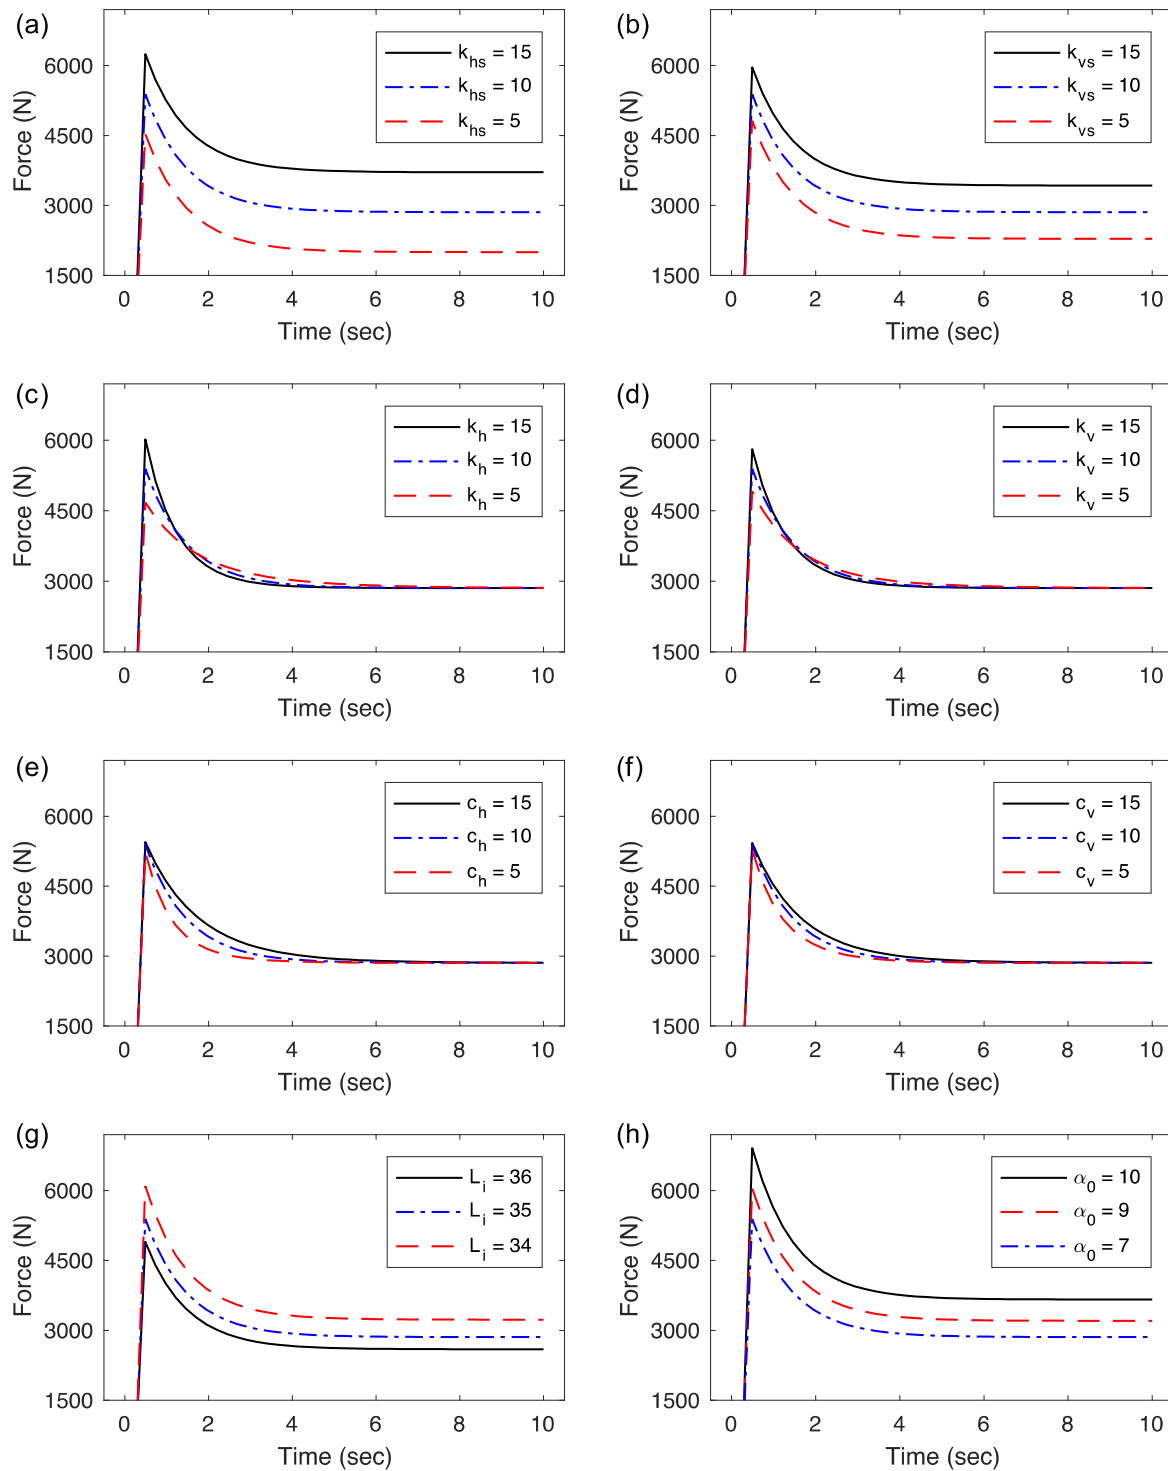 (a)
6000
4500
3000
1500
Force (N)
k_hs = 15
k_hs = 10
k_hs = 5
0 2 4 6 8 10
Time (sec)
(b)
6000
4500
3000
1500
Force (N)
k_vs = 15
k_vs = 10
k_vs = 5
0 2 4 6 8 10
Time (sec)
(c)
6000
4500
3000
1500
Force (N)
k_h = 15
k_h = 10
k_h = 5
0 2 4 6 8 10
Time (sec)
(d)
6000
4500
3000
1500
Force (N)
k_v = 15
k_v = 10
k_v = 5
0 2 4 6 8 10
Time (sec)
(e)
6000
4500
3000
1500
Force (N)
c_h = 15
c_h = 10
c_h = 5
0 2 4 6 8 10
Time (sec)
(f)
6000
4500
3000
1500
Force (N)
c_v = 15
c_v = 10
c_v = 5
0 2 4 6 8 10
Time (sec)
(g)
6000
4500
3000
1500
Force (N)
L_i = 36
L_i = 35
L_i = 34
0 2 4 6 8 10
Time (sec)
(h)
6000
4500
3000
1500
Force (N)
α_0 = 10
α_0 = 9
α_0 = 7
0 2 4 6 8 10
Time (sec)